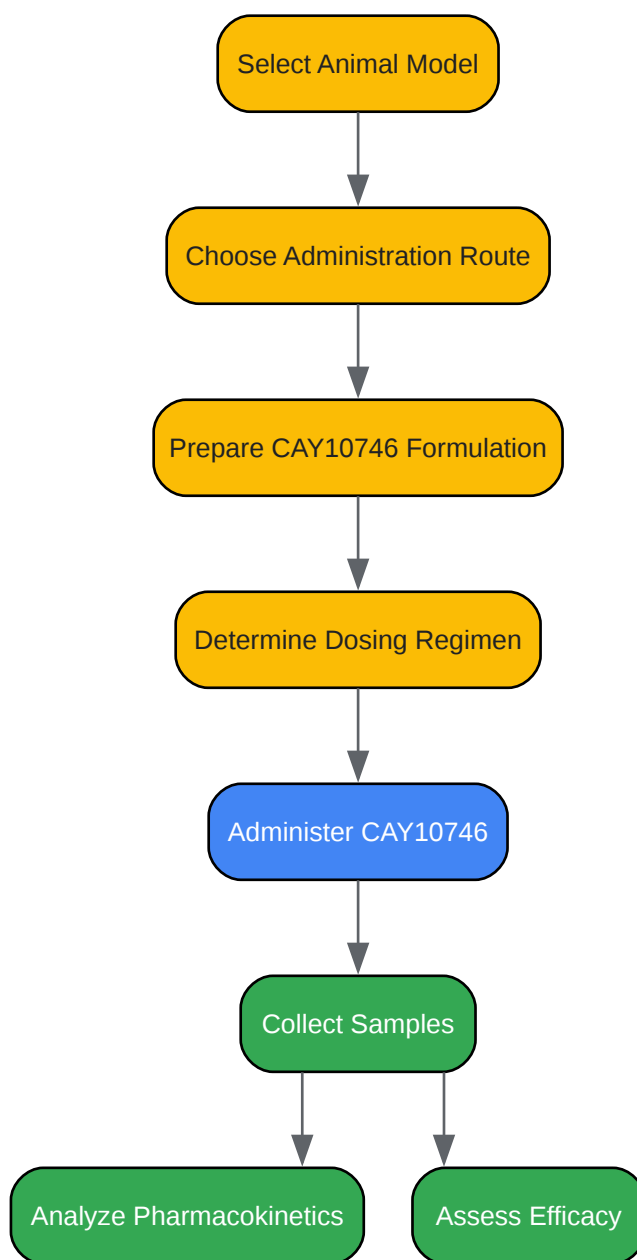 Select Animal Model
Choose Administration Route
Prepare CAY10746 Formulation
Determine Dosing Regimen
Administer CAY10746
Collect Samples
Analyze Pharmacokinetics
Assess Efficacy